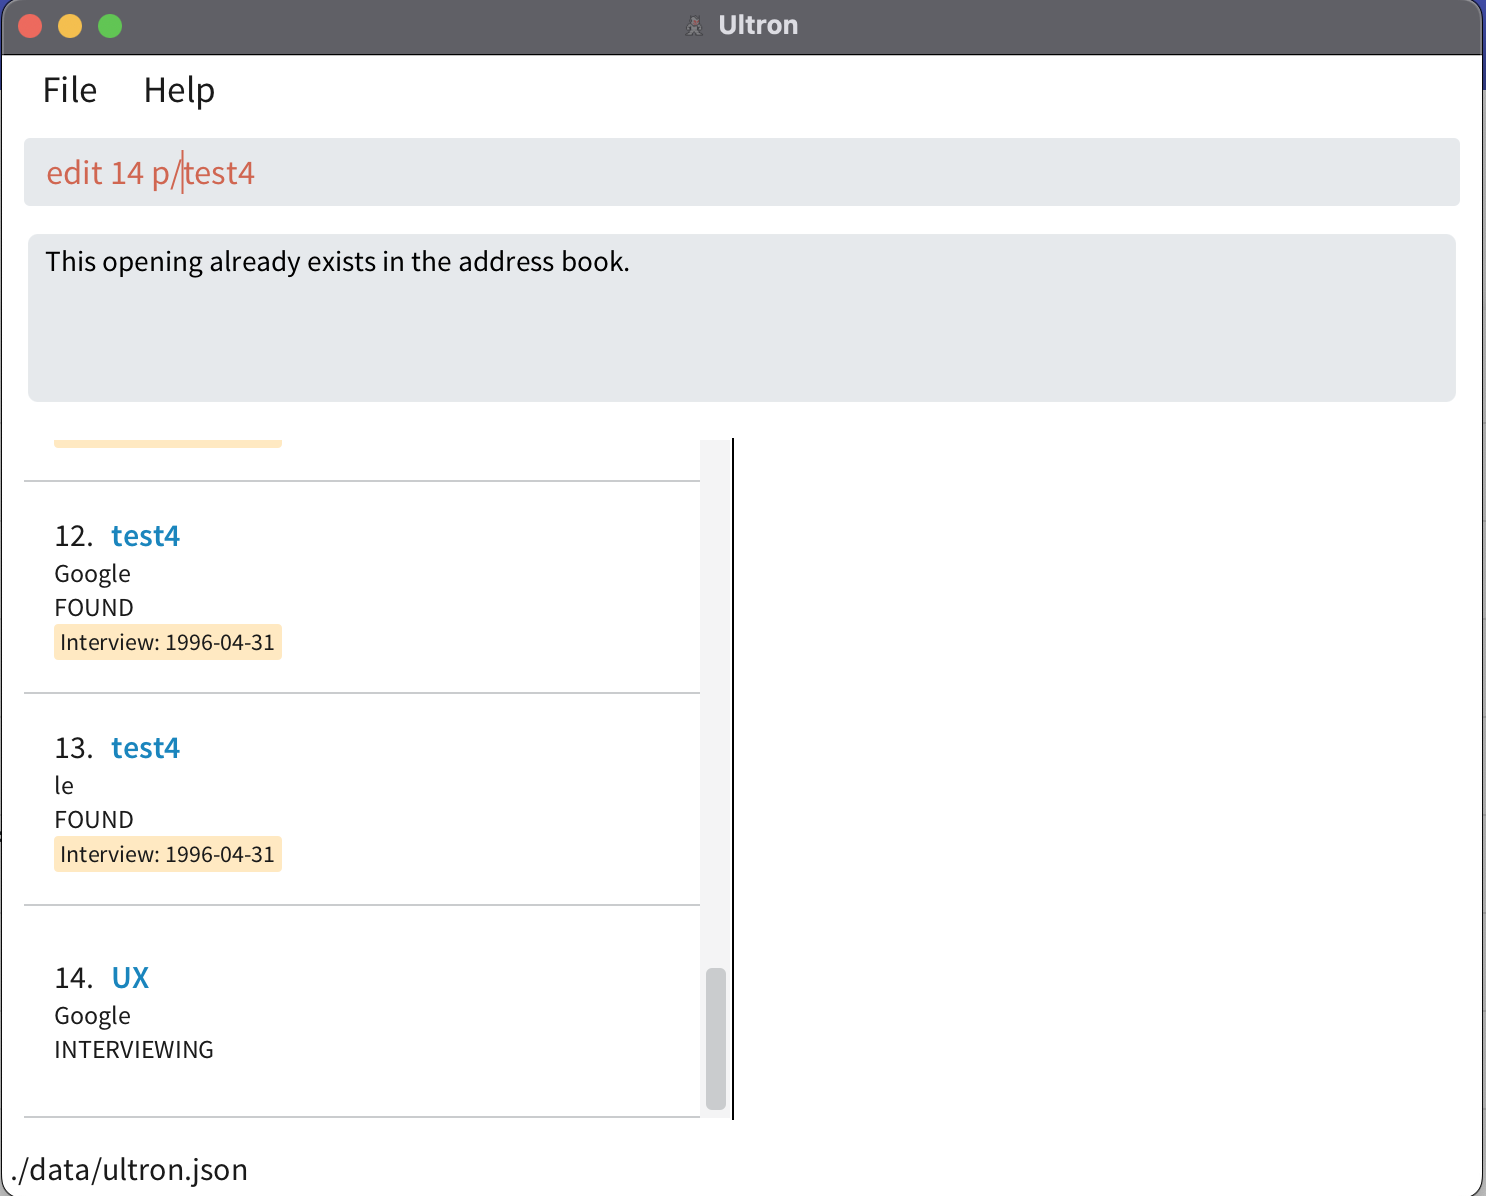 Ultron
File Help
edit 14 p/test4
This opening already exists in the address book.
12. test4
Google
FOUND
Interview: 1996-04-31
13. test4
le
FOUND
Interview: 1996-04-31
14. UX
Google
INTERVIEWING
./data/ultron.json